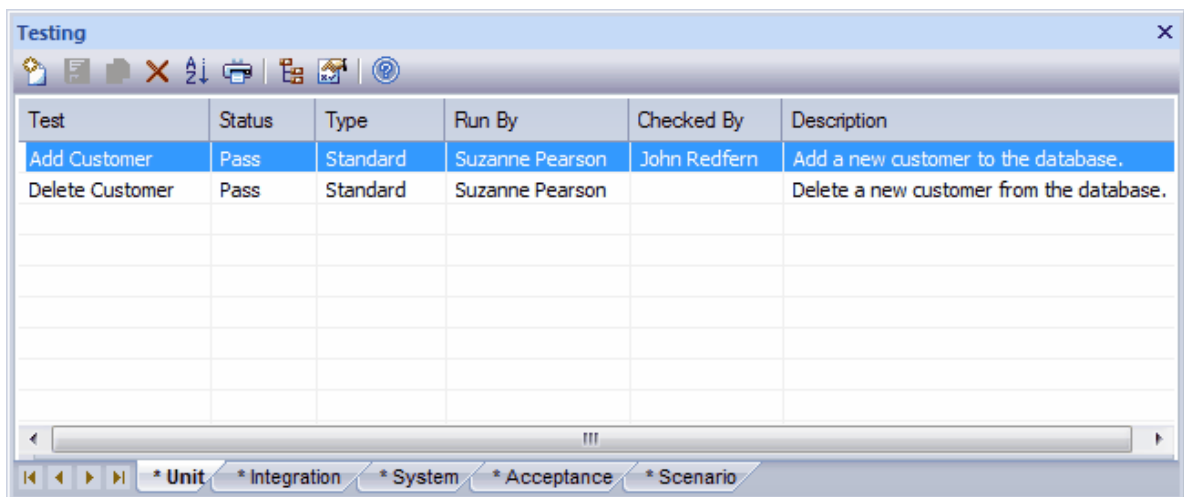 Testing
Test Status Type Run By Checked By Description
Add Customer Pass Standard Suzanne Pearson John Redfern Add a new customer to the database.
Delete Customer Pass Standard Suzanne Pearson Delete a new customer from the database.
* Unit * Integration * System * Acceptance * Scenario